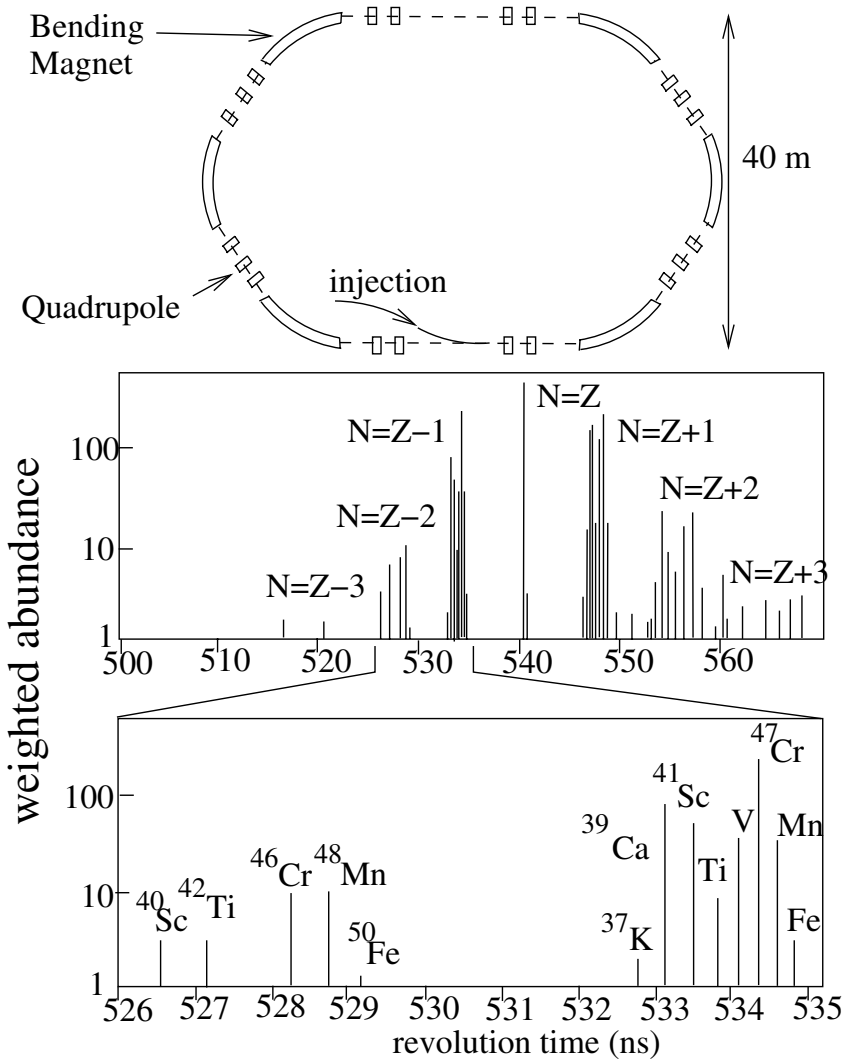 Bending
Magnet
40 m
injection
Quadrupole
weighted abundance
100
10
1
N=Z−3
N=Z−2
N=Z−1
N=Z
N=Z+1
N=Z+2
N=Z+3
500 510 520 530 540 550 560
100
10
1
40Sc
42Ti
46Cr
48Mn
50Fe
37K
39Ca
41Sc
Ti
V
47Cr
Mn
Fe
526 527 528 529 530 531 532 533 534 535
revolution time (ns)